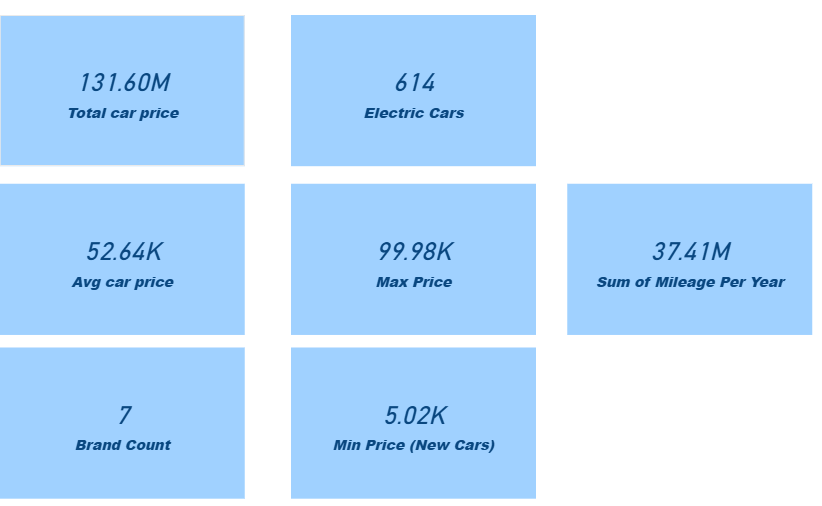 131.60M
Total car price
614
Electric Cars
52.64K
Avg car price
99.98K
Max Price
37.41M
Sum of Mileage Per Year
7
Brand Count
5.02K
Min Price (New Cars)